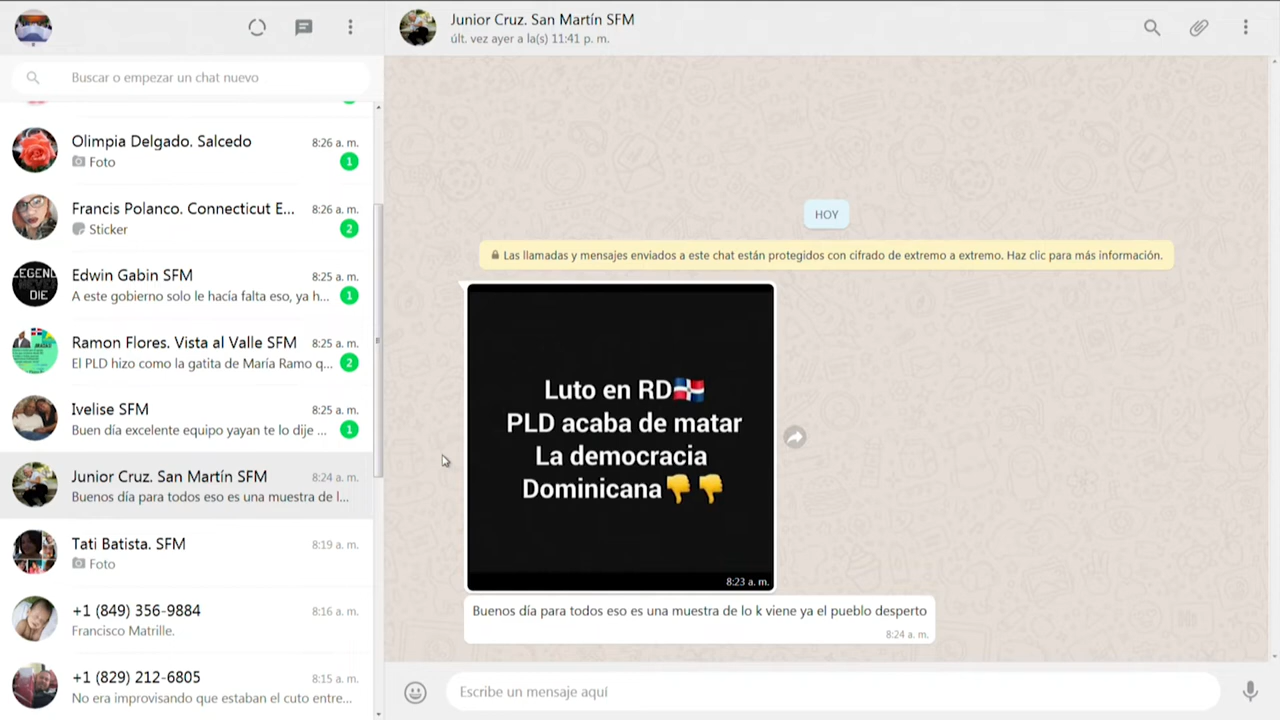 Buscar o empezar un chat nuevo
Olimpia Delgado. Salcedo
8:26 a. m.
Foto
1
Francis Polanco. Connecticut E...
8:26 a. m.
Sticker
2
Edwin Gabin SFM
8:25 a. m.
A este gobierno solo le hacía falta eso, ya h...
1
LEGEND
NEVER
DIE
Ramon Flores. Vista al Valle SFM
8:25 a. m.
El PLD hizo como la gatita de María Ramo q...
2
Ivelise SFM
8:25 a. m.
Buen día excelente equipo yayan te lo dije ...
1
Junior Cruz. San Martín SFM
8:24 a. m.
Buenos día para todos eso es una muestra de l...
Tati Batista. SFM
8:19 a. m.
Foto
+1 (849) 356-9884
8:16 a. m.
Francisco Matrille.
+1 (829) 212-6805
8:15 a. m.
No era improvisando que estaban el cuto entre...
Junior Cruz. San Martín SFM
últ. vez ayer a la(s) 11:41 p. m.
HOY
Las llamadas y mensajes enviados a este chat están protegidos con cifrado de extremo a extremo. Haz clic para más información.
Luto en RD🇩🇴
PLD acaba de matar
La democracia
Dominicana👎👎
8:23 a. m.
Buenos día para todos eso es una muestra de lo k viene ya el pueblo desperto
8:24 a. m.
Escribe un mensaje aquí